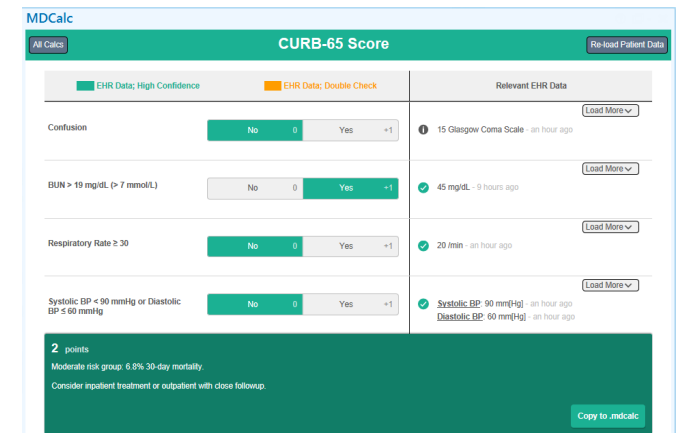 MDCalc
All Calcs
CURB-65 Score
Re-load Patient Data
EHR Data; High Confidence
EHR Data; Double Check
Relevant EHR Data
Load More
Confusion
No 0
Yes +1
15 Glasgow Coma Scale - an hour ago
Load More
BUN > 19 mg/dL (> 7 mmol/L)
No 0
Yes +1
45 mg/dL - 9 hours ago
Load More
Respiratory Rate ≥ 30
No 0
Yes +1
20 /min - an hour ago
Load More
Systolic BP < 90 mmHg or Diastolic
BP ≤ 60 mmHg
No 0
Yes +1
Systolic BP: 90 mm[Hg] - an hour ago
Diastolic BP: 60 mm[Hg] - an hour ago
2 points
Moderate risk group: 6.8% 30-day mortality.
Consider inpatient treatment or outpatient with close followup.
Copy to .mdcalc